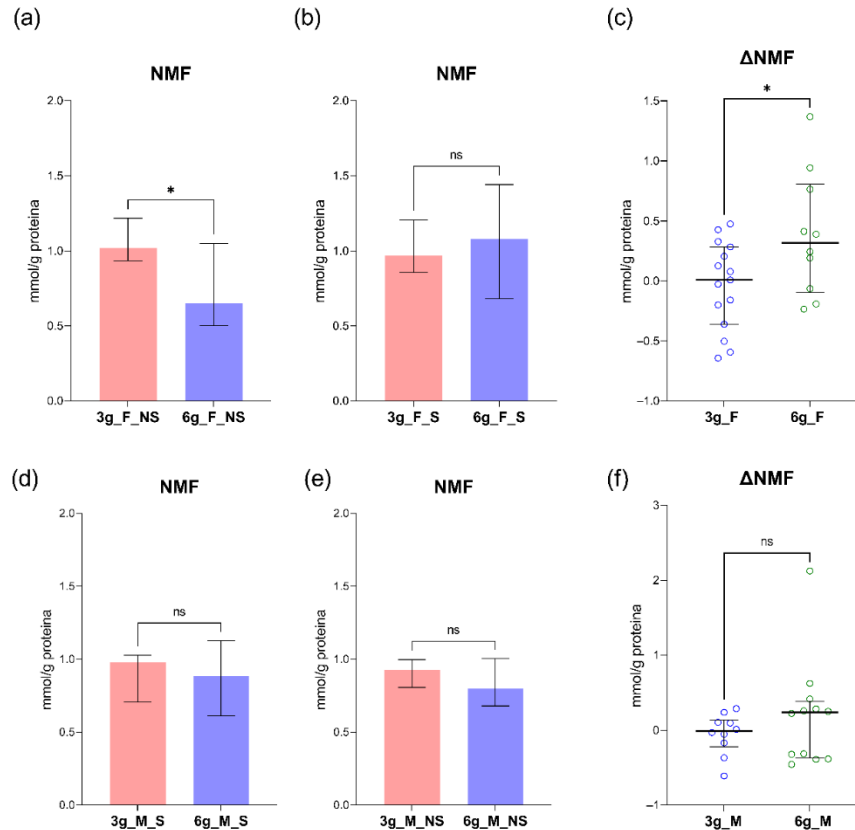 (a)
NMF
mmol/g proteina
2.0
1.5
1.0
0.5
0.0
*
3g_F_NS
6g_F_NS
(b)
NMF
mmol/g proteina
2.0
1.5
1.0
0.5
0.0
ns
3g_F_S
6g_F_S
(c)
ΔNMF
mmol/g proteina
1.5
1.0
0.5
0.0
−0.5
−1.0
*
3g_F
6g_F
(d)
NMF
mmol/g proteina
2.0
1.5
1.0
0.5
0.0
ns
3g_M_S
6g_M_S
(e)
NMF
mmol/g proteina
2.0
1.5
1.0
0.5
0.0
ns
3g_M_NS
6g_M_NS
(f)
ΔNMF
mmol/g proteina
3
2
1
0
−1
ns
3g_M
6g_M